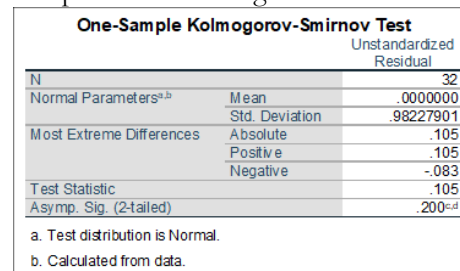 One-Sample Kolmogorov-Smirnov Test
Unstandardized
Residual
N 32
Normal Parametersᵃ,ᵇ Mean .0000000
Std. Deviation .98227901
Most Extreme Differences Absolute .105
Positive .105
Negative -.083
Test Statistic .105
Asymp. Sig. (2-tailed) .200ᶜ,ᵈ
a. Test distribution is Normal.
b. Calculated from data.